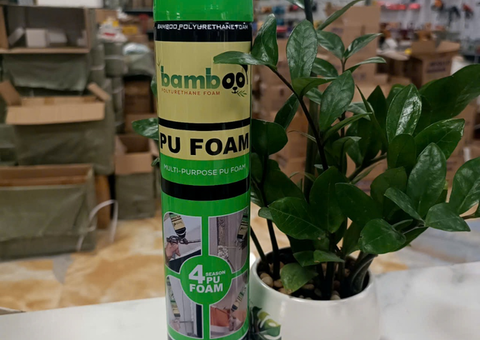 BAMBOO POLYURETHANE FOAM
bamboo
POLYURETHANE FOAM
PU FOAM
MULTI-PURPOSE PU FOAM
4 SEASON
PU
FOAM